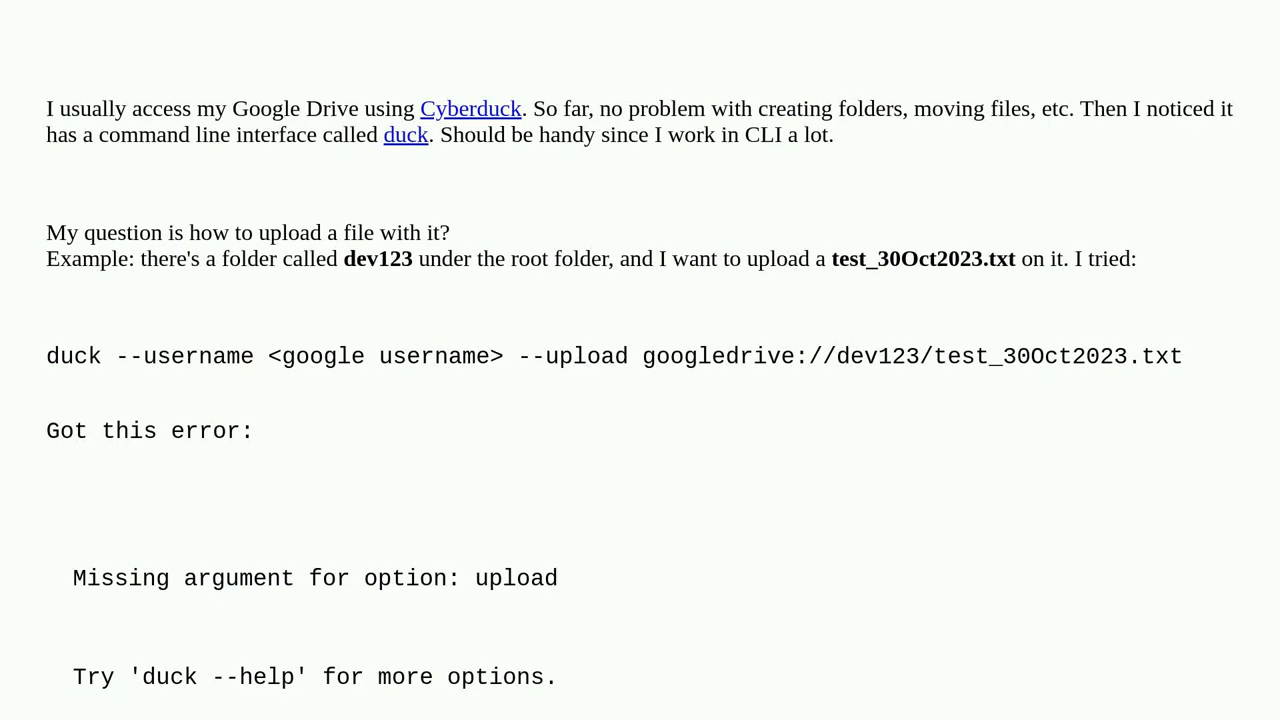 I usually access my Google Drive using Cyberduck. So far, no problem with creating folders, moving files, etc. Then I noticed it
has a command line interface called duck. Should be handy since I work in CLI a lot.
My question is how to upload a file with it?
Example: there's a folder called dev123 under the root folder, and I want to upload a test_30Oct2023.txt on it. I tried:
duck --username <google username> --upload googledrive://dev123/test_30Oct2023.txt
Got this error:
Missing argument for option: upload
Try 'duck --help' for more options.